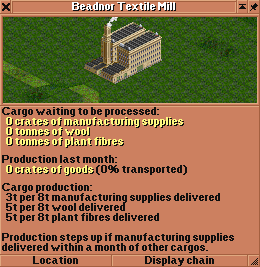 Beadnor Textile Mill
Cargo waiting to be processed:
0 crates of manufacturing supplies
0 tonnes of wool
0 tonnes of plant fibres
Production last month:
0 crates of goods (0% transported)
Cargo production:
3t per 8t manufacturing supplies delivered
5t per 8t wool delivered
5t per 8t plant fibres delivered
Production steps up if manufacturing supplies
delivered within a month of other cargos.
Location
Display chain